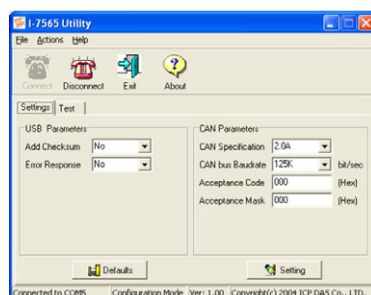 I-7565 Utility
File Actions Help
Connect Disconnect Exit About
Settings Test
USB Parameters
Add Checksum No
Error Response No
CAN Parameters
CAN Specification 2.0A
CAN bus Baudrate 125K bit/sec
Acceptance Code 000 (Hex)
Acceptance Mask 000 (Hex)
Defaults Setting
Connected to COM5 Configuration Mode Ver: 1.00 Copyright(c) 2004 ICP DAS Co., LTD.